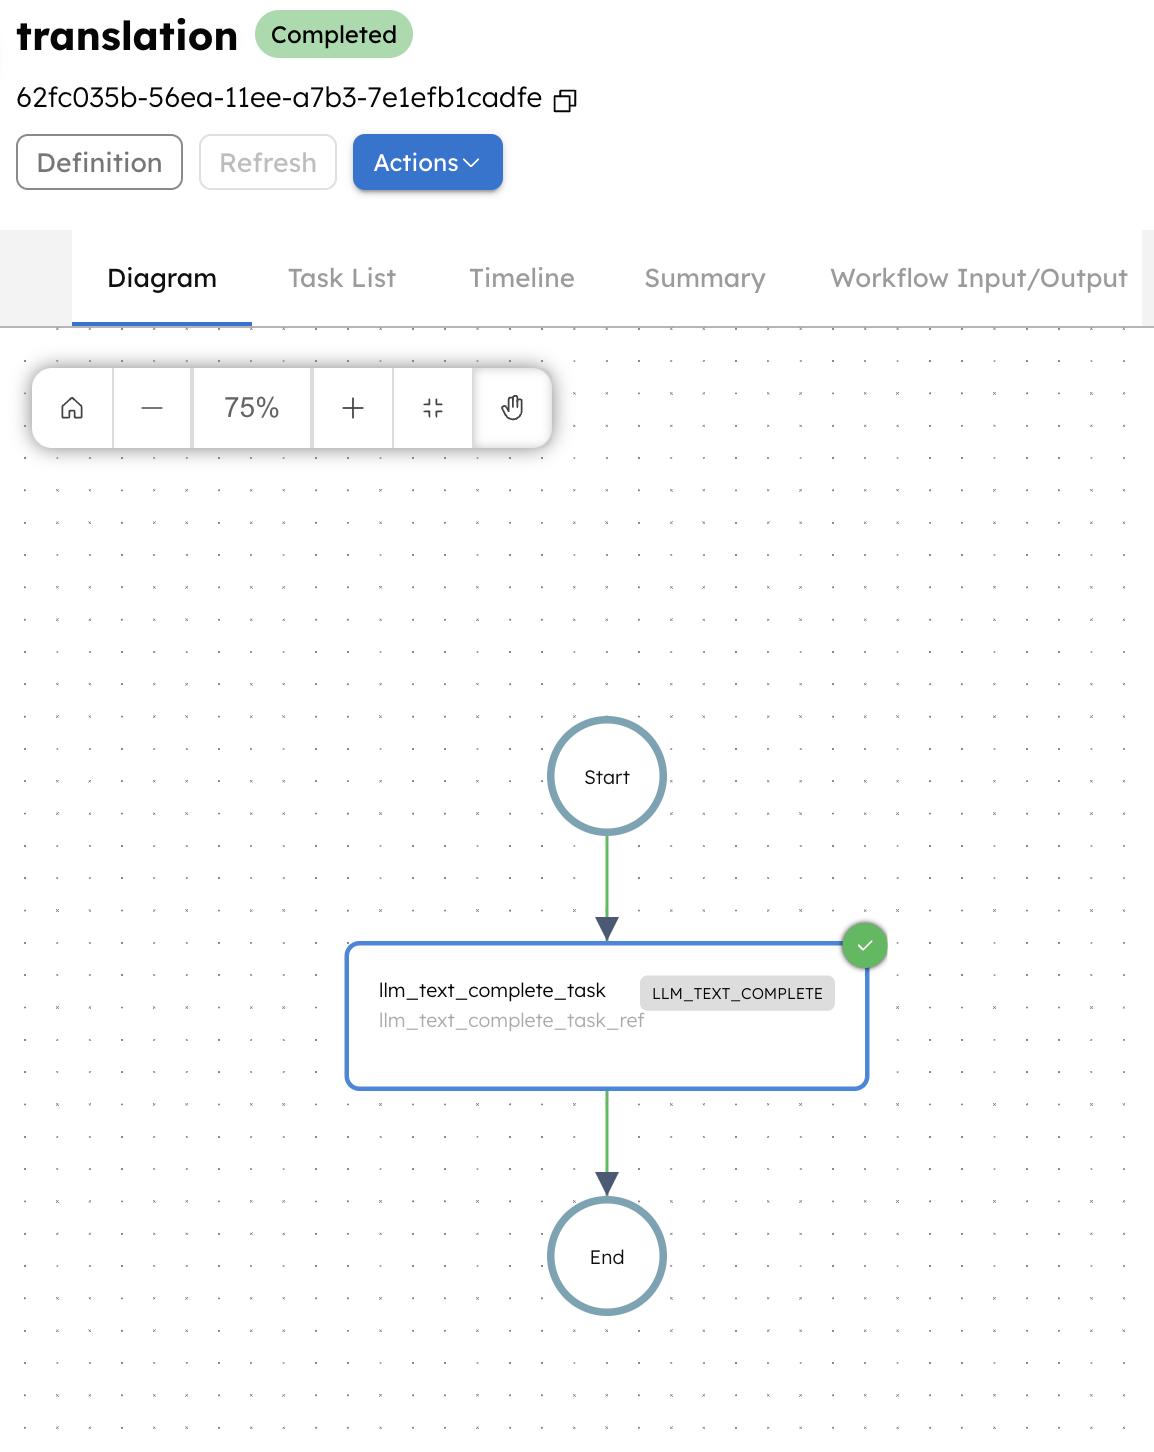 translation Completed
62fc035b-56ea-11ee-a7b3-7e1efb1cadfe
Definition Refresh Actions
Diagram Task List Timeline Summary Workflow Input/Output
75%
Start
llm_text_complete_task LLM_TEXT_COMPLETE
llm_text_complete_task_ref
End